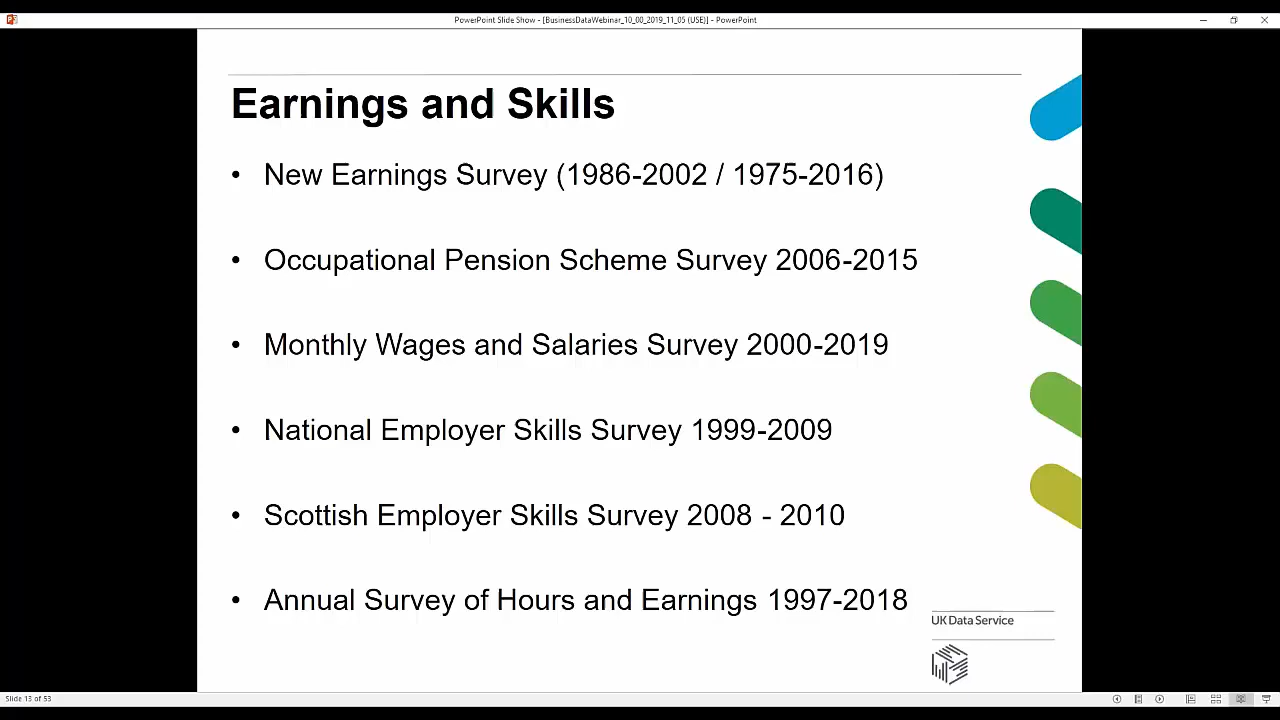 PowerPoint Slide Show - [BusinessDataWebinar_10_00_2019_11_05 (USE)] - PowerPoint
Earnings and Skills
• New Earnings Survey (1986-2002 / 1975-2016)
• Occupational Pension Scheme Survey 2006-2015
• Monthly Wages and Salaries Survey 2000-2019
• National Employer Skills Survey 1999-2009
• Scottish Employer Skills Survey 2008 - 2010
• Annual Survey of Hours and Earnings 1997-2018
UK Data Service
Slide 13 of 53